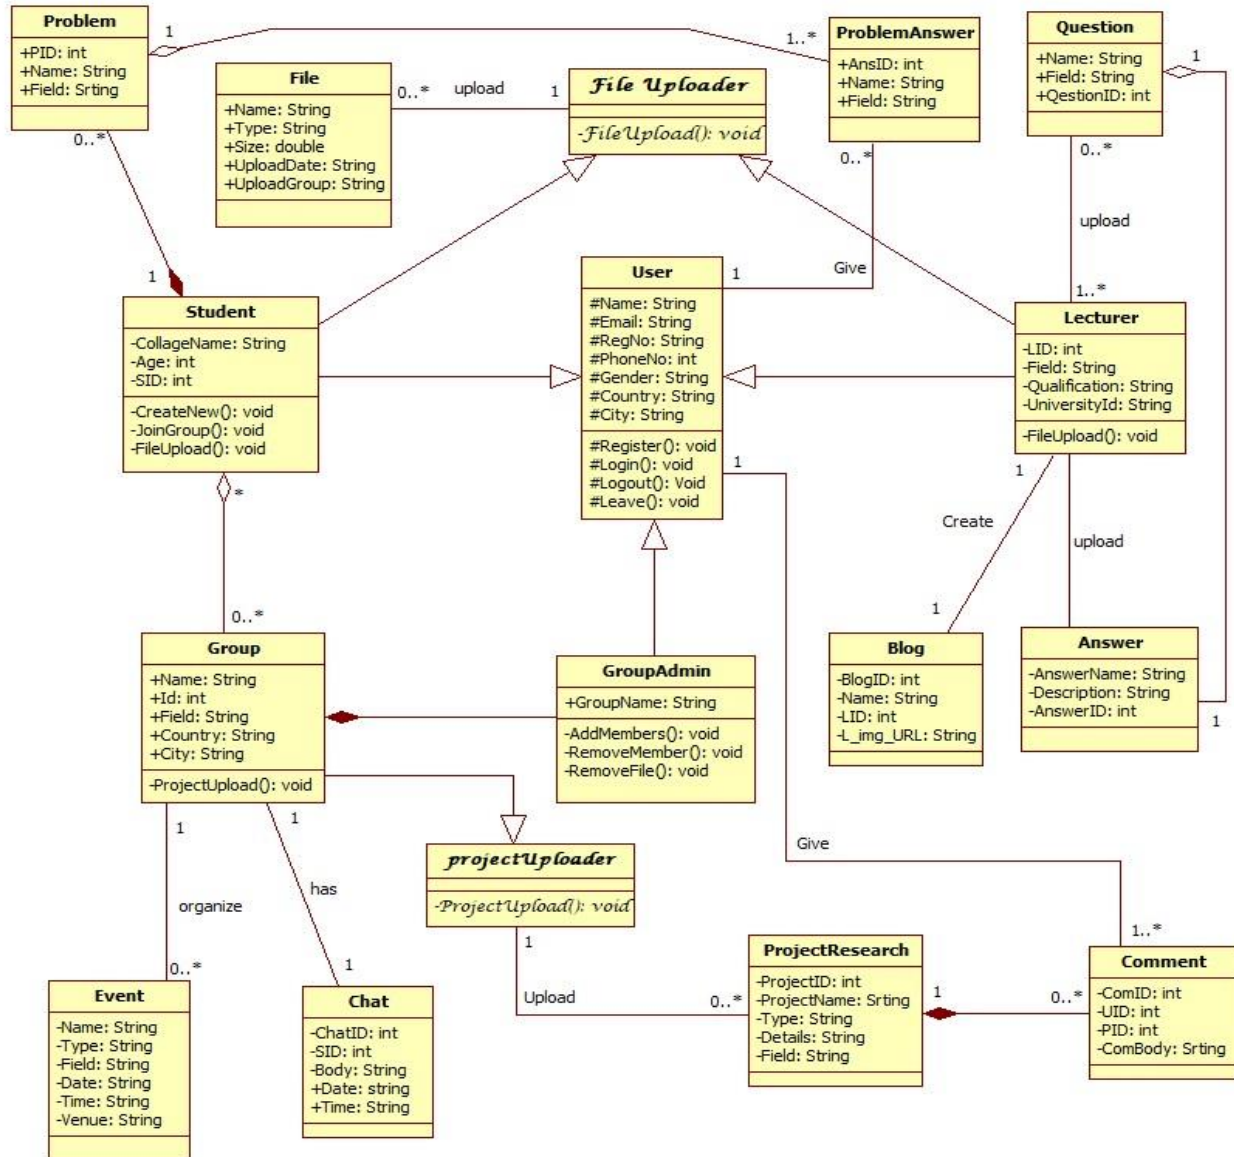 Problem
+PID: int
+Name: String
+Field: Srting
1
1..*
ProblemAnswer
+AnsID: int
+Name: String
+Field: String
Question
+Name: String
+Field: String
+QestionID: int
1
File
+Name: String
+Type: String
+Size: double
+UploadDate: String
+UploadGroup: String
0..*
upload
1
File Uploader
-FileUpload(): void
0..*
0..*
0..*
upload
1
1
Give
1..*
Student
-CollageName: String
-Age: int
-SID: int
-CreateNew(): void
-JoinGroup(): void
-FileUpload(): void
User
#Name: String
#Email: String
#RegNo: String
#PhoneNo: int
#Gender: String
#Country: String
#City: String
#Register(): void
#Login(): void
#Logout(): Void
#Leave(): void
Lecturer
-LID: int
-Field: String
-Qualification: String
-UniversityId: String
-FileUpload(): void
*
1
1
Create
upload
0..*
1
Group
+Name: String
+Id: int
+Field: String
+Country: String
+City: String
-ProjectUpload(): void
GroupAdmin
+GroupName: String
-AddMembers(): void
-RemoveMember(): void
-RemoveFile(): void
Blog
-BlogID: int
-Name: String
-LID: int
-L_img_URL: String
Answer
-AnswerName: String
-Description: String
-AnswerID: int
1
1
1
projectUploader
-ProjectUpload(): void
Give
has
organize
1
1..*
0..*
1
Upload
0..*
Event
-Name: String
-Type: String
-Field: String
-Date: String
-Time: String
-Venue: String
Chat
-ChatID: int
-SID: int
-Body: String
+Date: string
+Time: String
ProjectResearch
-ProjectID: int
-ProjectName: Srting
-Type: String
-Details: String
-Field: String
1
0..*
Comment
-ComID: int
-UID: int
-PID: int
-ComBody: Srting